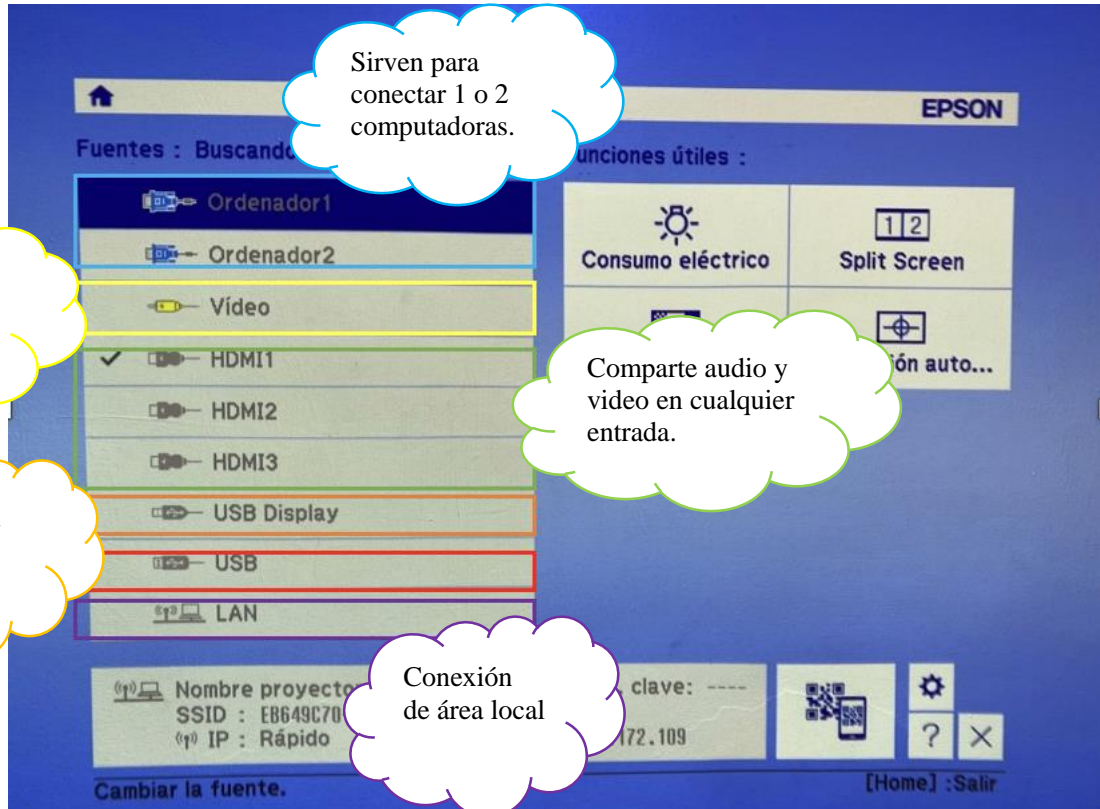 Sirven para
conectar 1 o 2
computadoras.
EPSON
Fuentes : Buscando
unciones útiles :
Ordenador1
Ordenador2
Vídeo
HDMI1
HDMI2
HDMI3
USB Display
USB
LAN
Consumo eléctrico
1 2
Split Screen
ón auto...
Comparte audio y
video en cualquier
entrada.
Conexión
de área local
Nombre proyecto
clave: ----
SSID : EB649C70
IP : Rápido
172.109
?
Cambiar la fuente.
[Home] :Salir